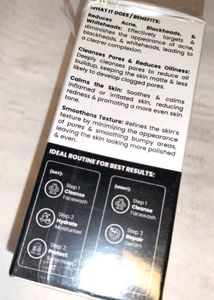 WHAT IT DOES / BENEFITS:
Reduces Acne, Blackheads, &
Whiteheads: Effectively targets &
diminishes the appearance of acne,
blackheads, & whiteheads, leading to
a clearer complexion.
Cleanses Pores & Reduces Oiliness:
Deeply cleanses pores to reduce oil
buildup, keeping the skin matte & less
likely to develop clogged pores.
Calms the Skin: Soothes & calms
inflamed or irritated skin, reducing
redness & promoting a more even skin
tone.
Smoothens Texture: Refines the skin's
texture by minimizing the appearance
of pores & smoothing bumpy areas,
leaving the skin looking more polished
& even.
IDEAL ROUTINE FOR BEST RESULTS:
(DAY):
Step 1
Cleanse
Facewash
Step 2
Hydrate
Moisturiser
Step 3
Protect
Sunscreen
(NIGHT):
Step 1
Cleanse
Facewash
Step 2
Repair
Serum